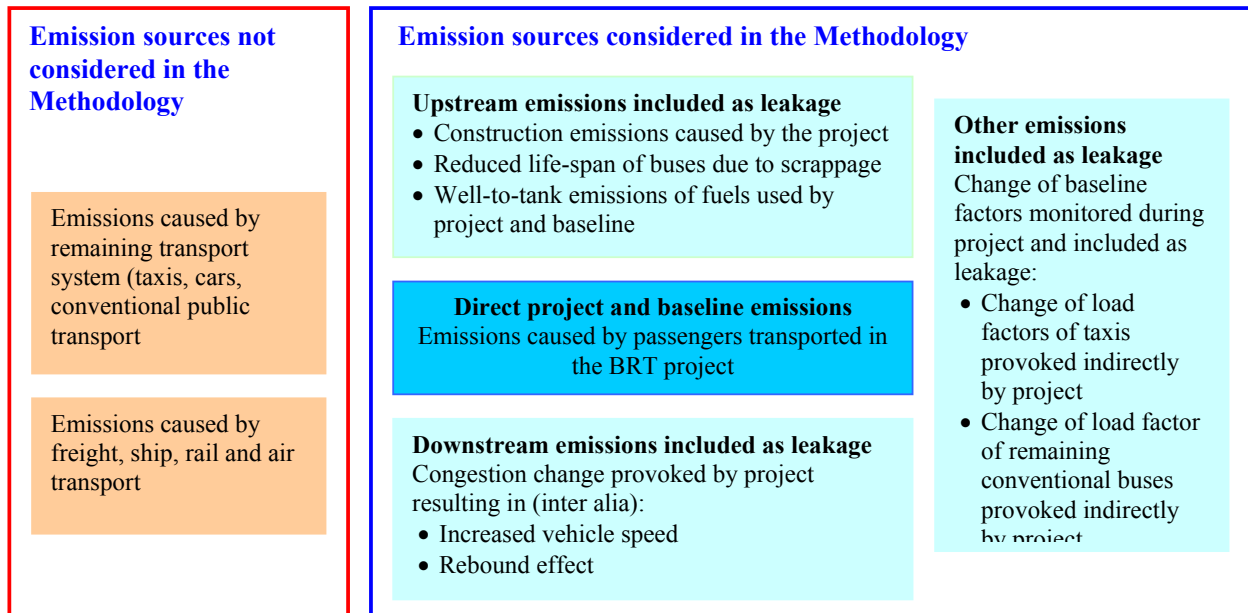 Emission sources not
considered in the
Methodology
Emissions caused by
remaining transport
system (taxis, cars,
conventional public
transport
Emissions caused by
freight, ship, rail and air
transport
Emission sources considered in the Methodology
Upstream emissions included as leakage
• Construction emissions caused by the project
• Reduced life-span of buses due to scrappage
• Well-to-tank emissions of fuels used by
project and baseline
Direct project and baseline emissions
Emissions caused by passengers transported in
the BRT project
Downstream emissions included as leakage
Congestion change provoked by project
resulting in (inter alia):
• Increased vehicle speed
• Rebound effect
Other emissions
included as leakage
Change of baseline
factors monitored during
project and included as
leakage:
• Change of load
factors of taxis
provoked indirectly
by project
• Change of load factor
of remaining
conventional buses
provoked indirectly
by project